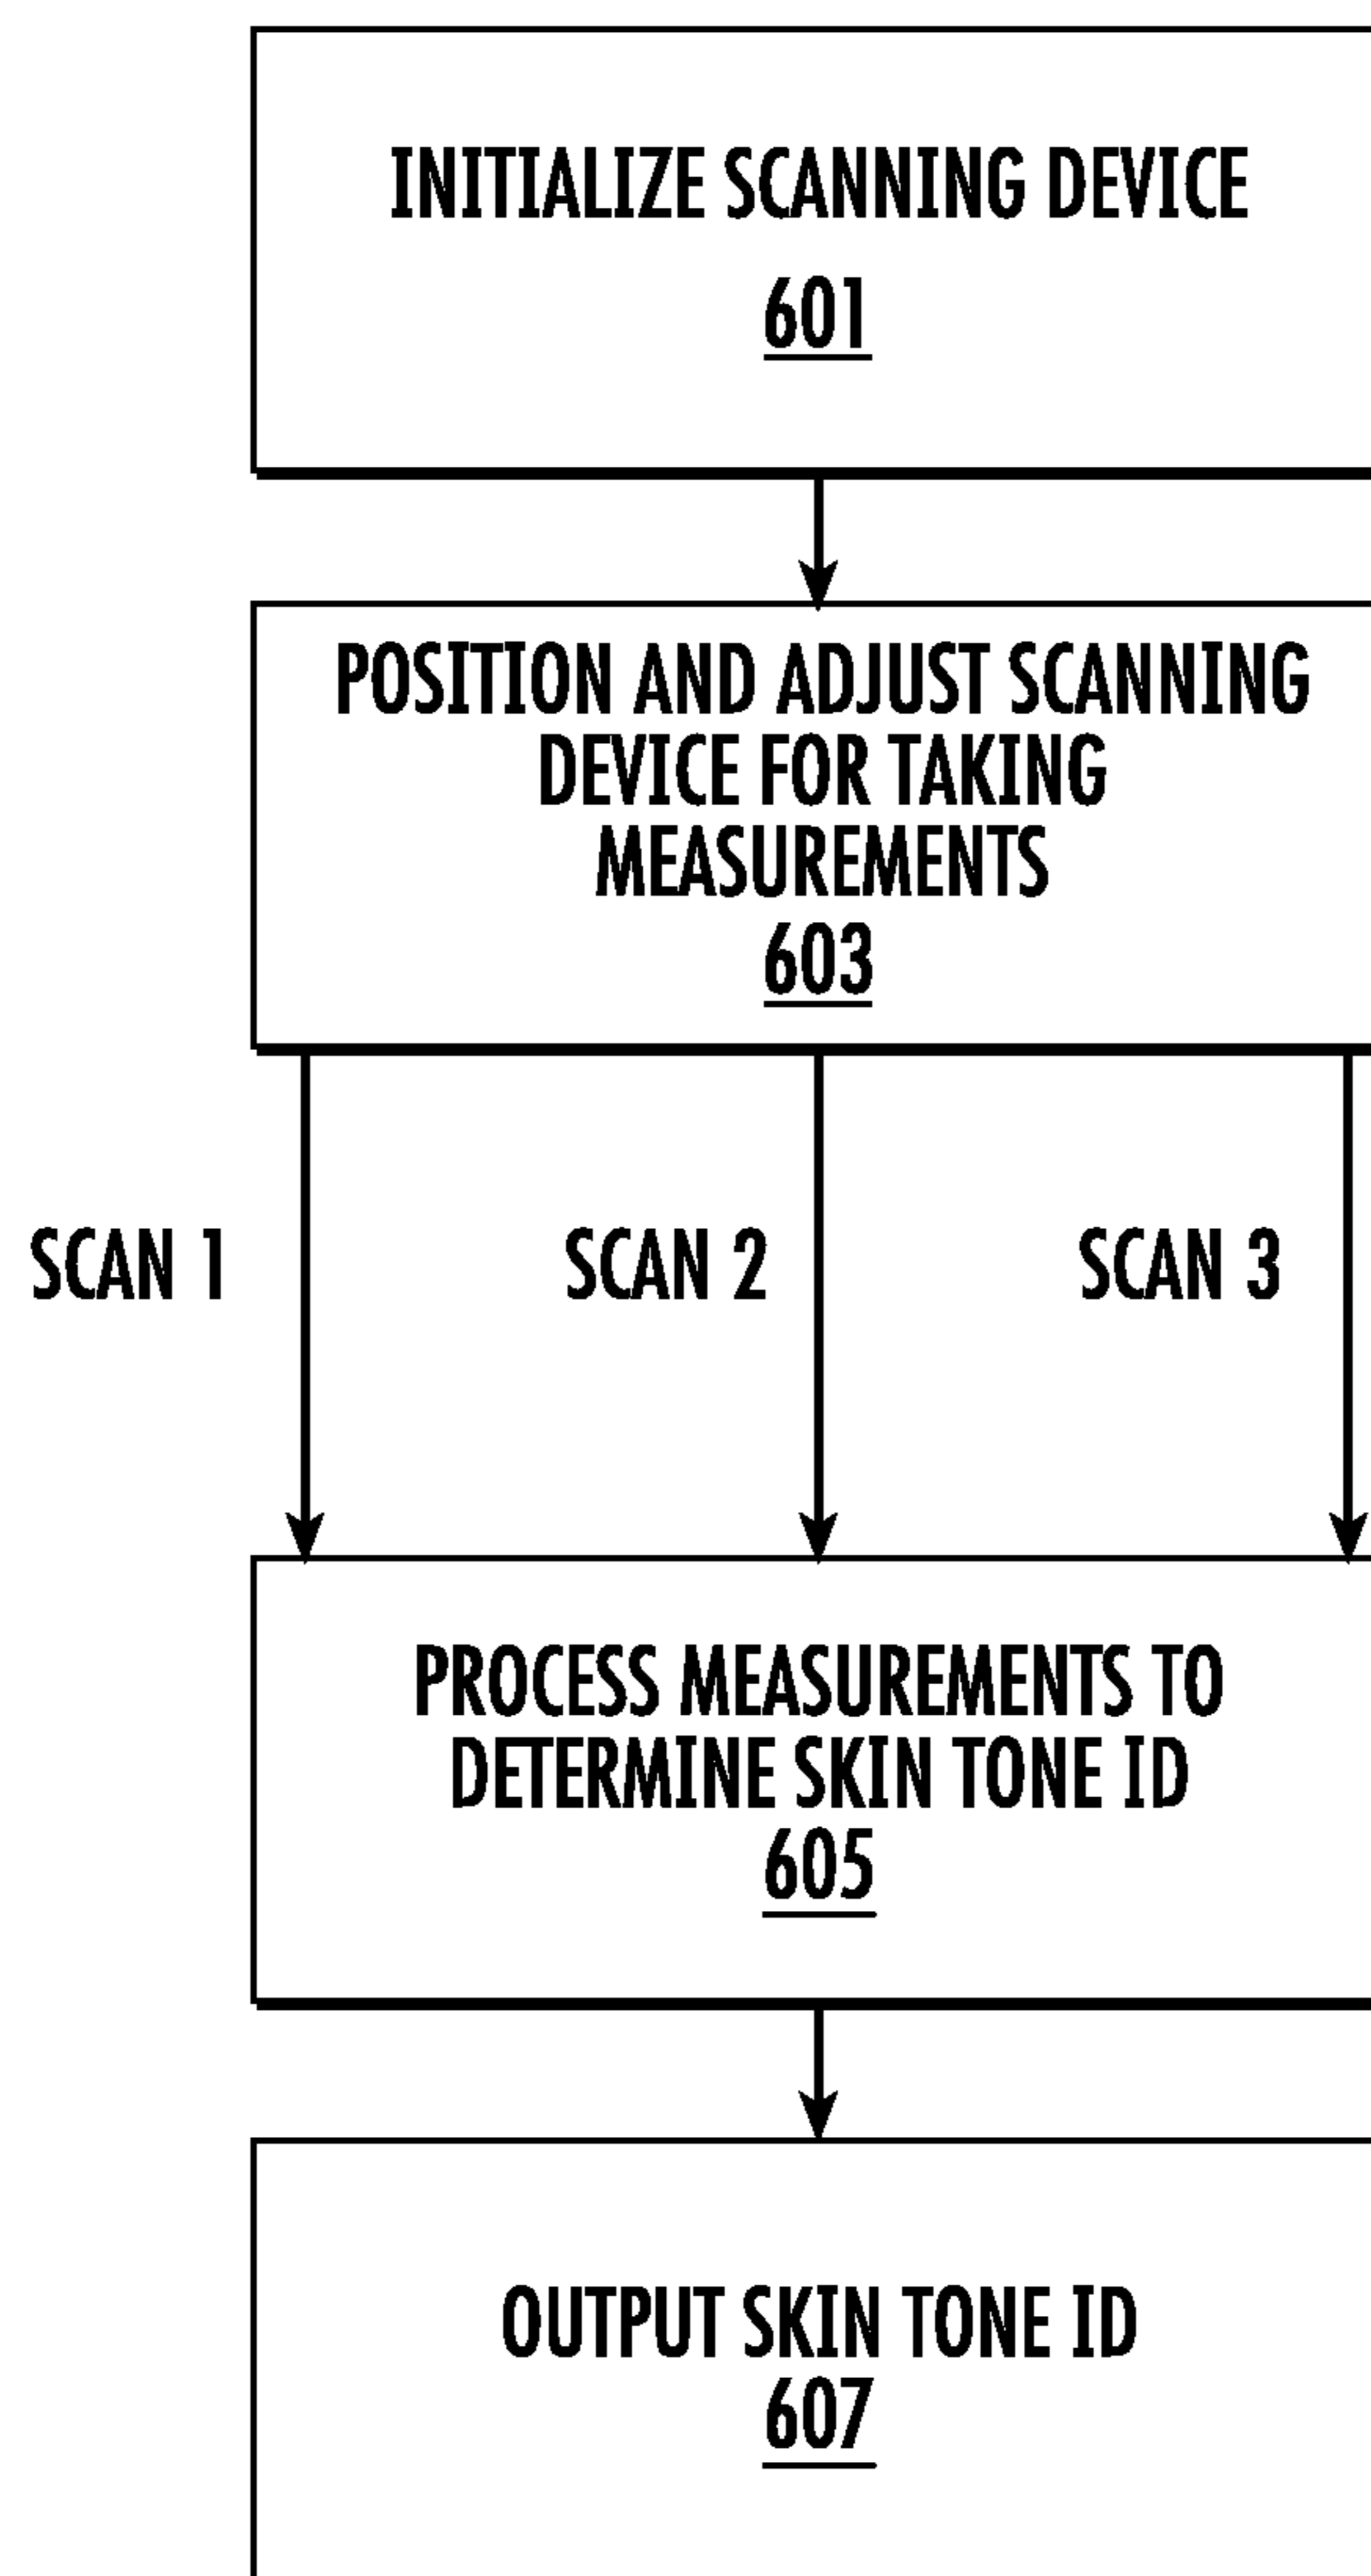 INITIALIZE SCANNING DEVICE
601
POSITION AND ADJUST SCANNING
DEVICE FOR TAKING
MEASUREMENTS
603
SCAN 1
SCAN 2
SCAN 3
PROCESS MEASUREMENTS TO
DETERMINE SKIN TONE ID
605
OUTPUT SKIN TONE ID
607